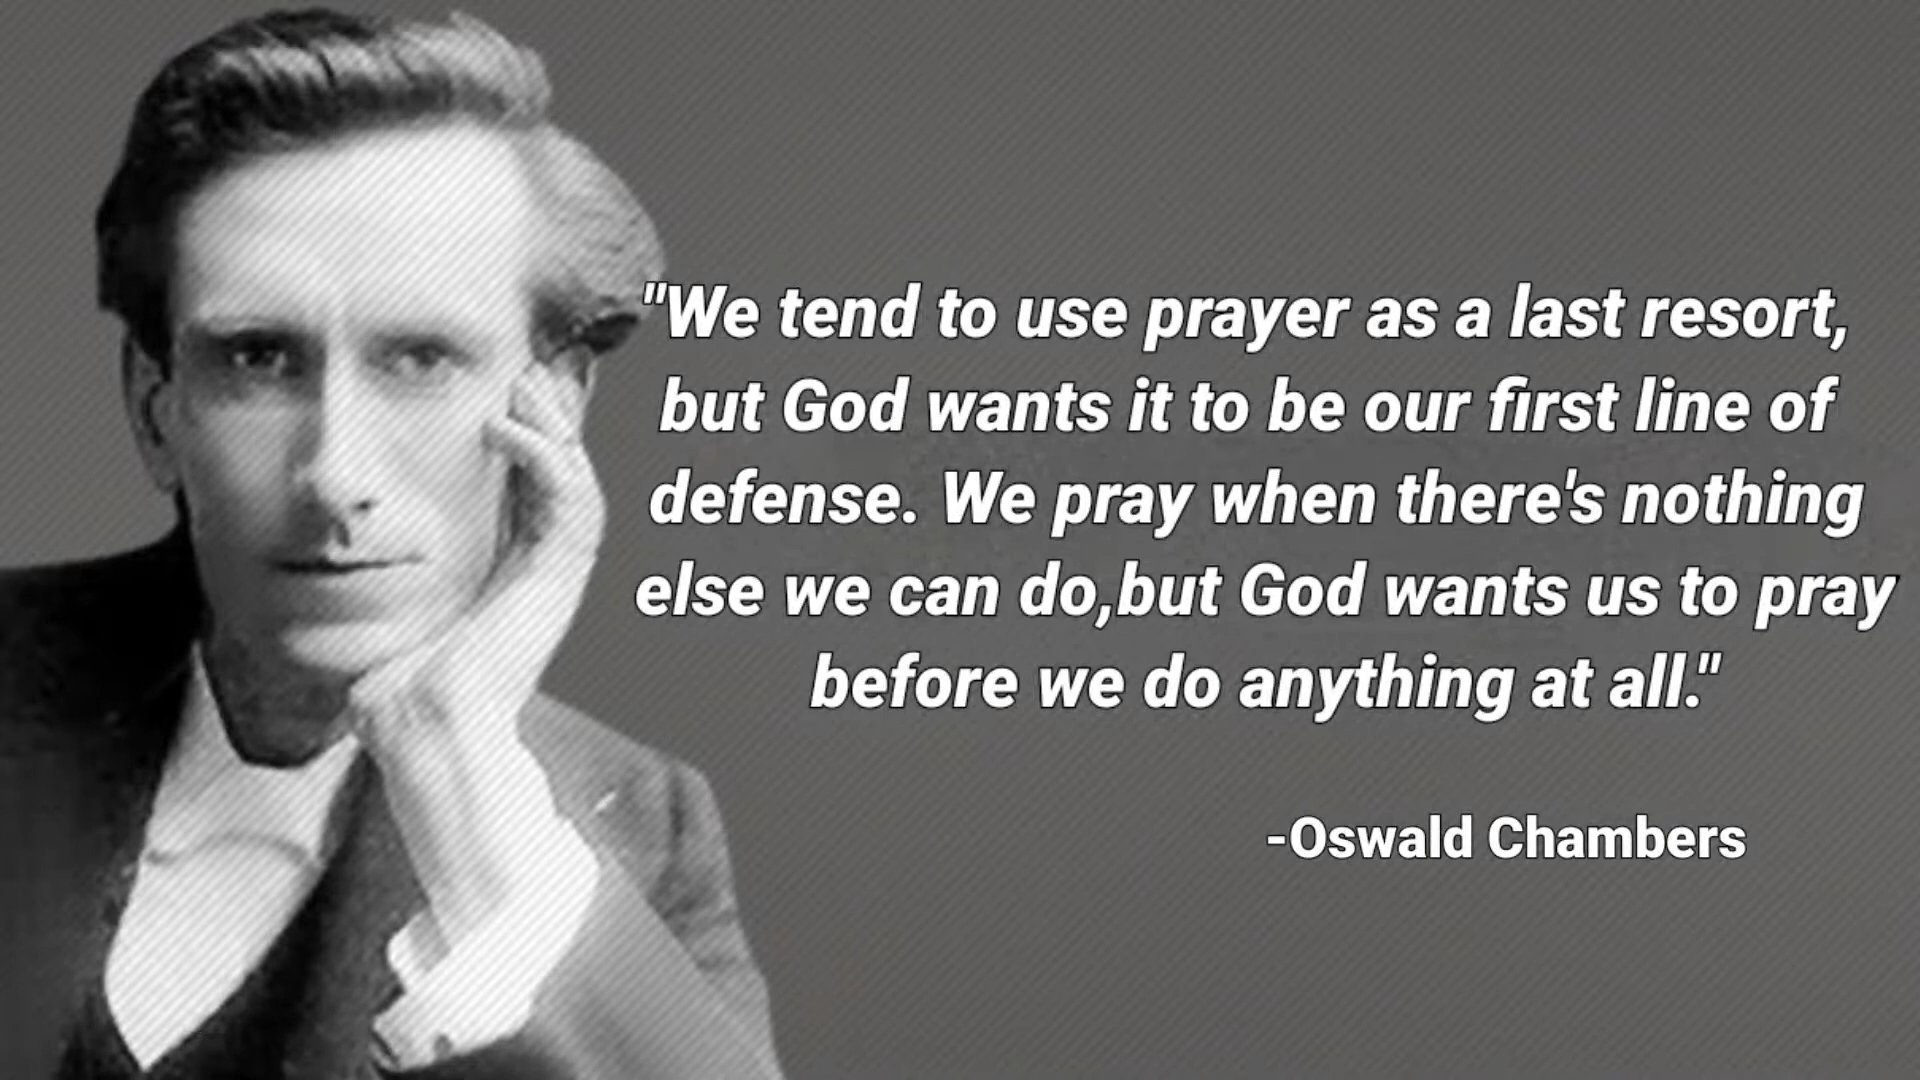 "We tend to use prayer as a last resort,
but God wants it to be our first line of
defense. We pray when there's nothing
else we can do,but God wants us to pray
before we do anything at all."
-Oswald Chambers